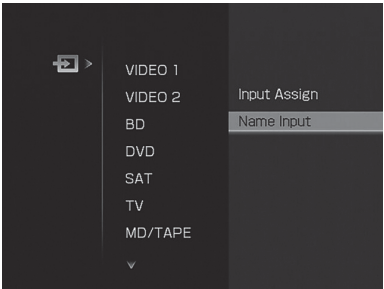 VIDEO 1
VIDEO 2
BD
DVD
SAT
TV
MD/TAPE
Input Assign
Name Input